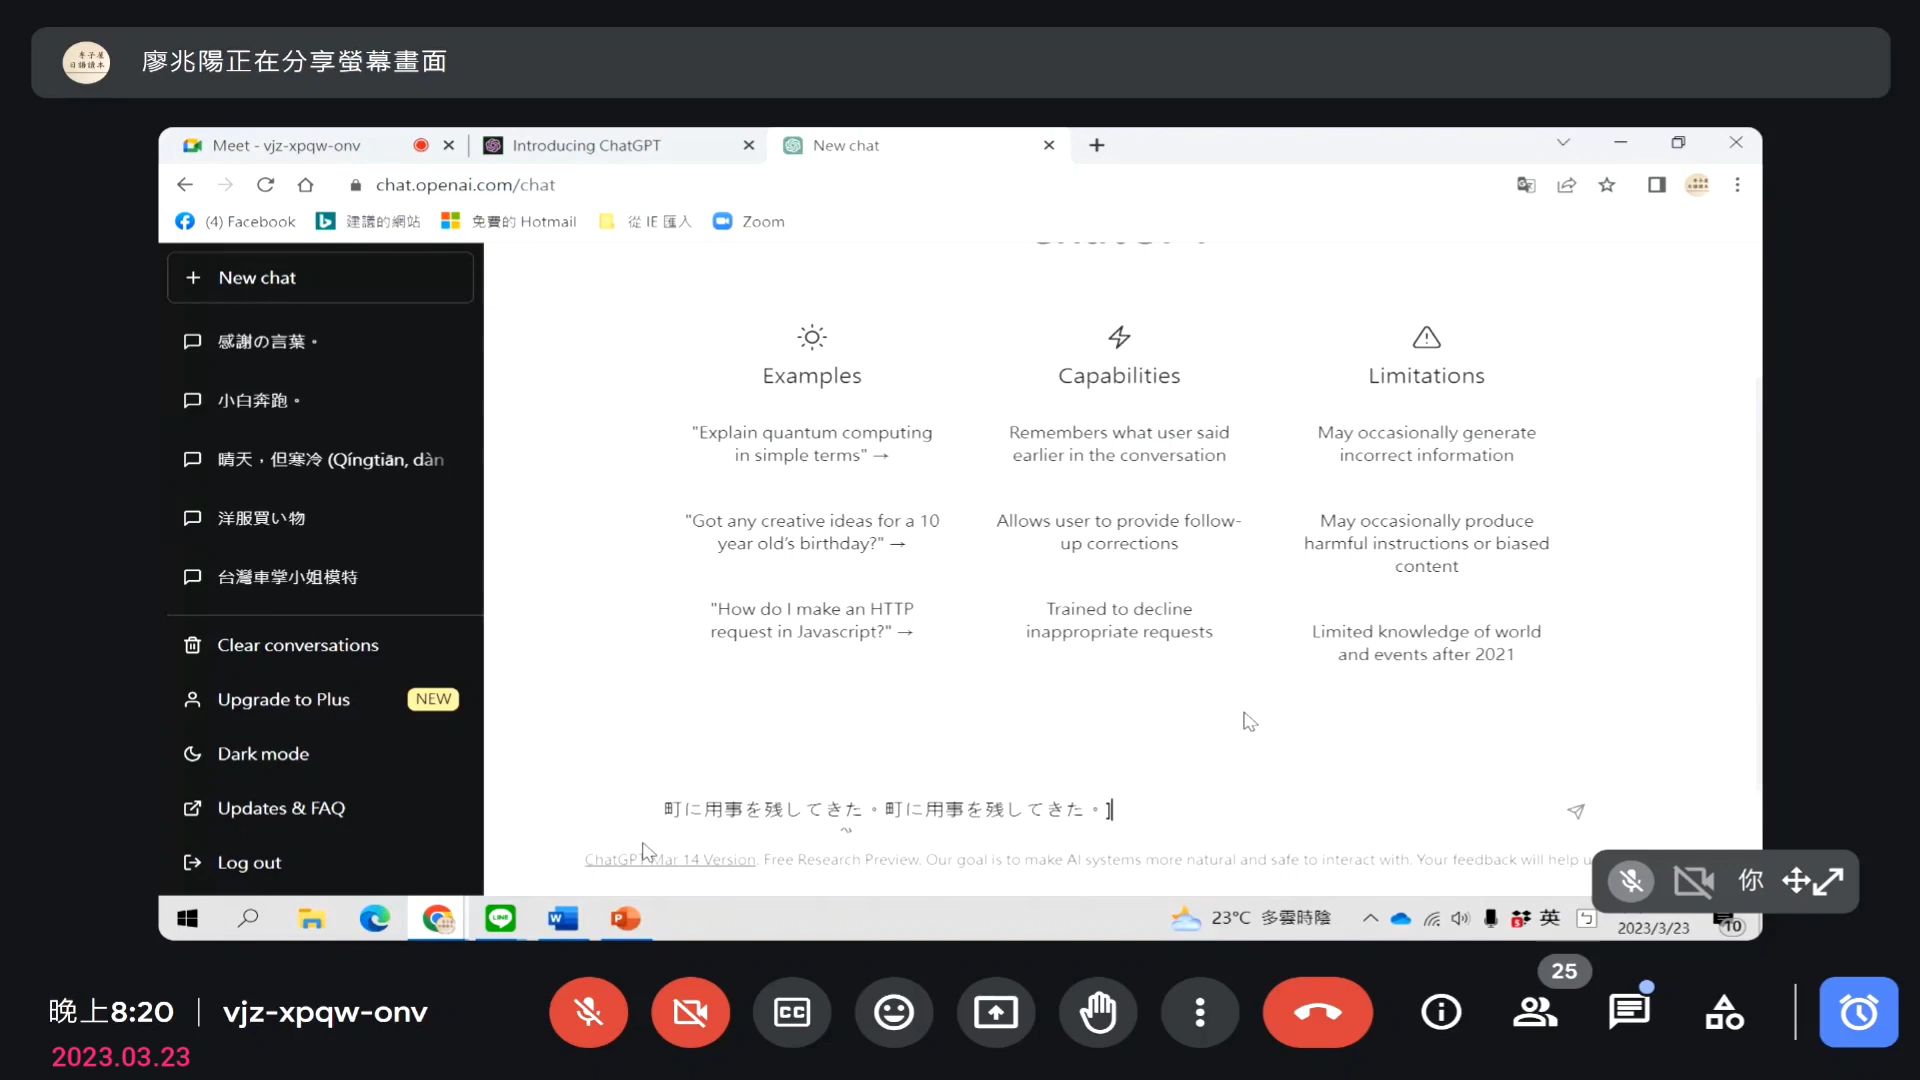 廖兆陽正在分享螢幕畫面
Meet - vjz-xpqw-onv
Introducing ChatGPT
New chat
chat.openai.com/chat
(4) Facebook
建議的網站
免費的 Hotmail
從 IE 匯入
Zoom
New chat
感謝の言葉。
小白奔跑。
晴天，但寒冷 (Qíngtiān, dàn
洋服買い物
台灣車掌小姐模特
Clear conversations
Upgrade to Plus
NEW
Dark mode
Updates & FAQ
Log out
Examples
"Explain quantum computing
in simple terms" →
"Got any creative ideas for a 10
year old's birthday?" →
"How do I make an HTTP
request in Javascript?" →
Capabilities
Remembers what user said
earlier in the conversation
Allows user to provide follow-
up corrections
Trained to decline
inappropriate requests
Limitations
May occasionally generate
incorrect information
May occasionally produce
harmful instructions or biased
content
Limited knowledge of world
and events after 2021
町に用事を残してきた。町に用事を残してきた。]
ChatGPT Mar 14 Version. Free Research Preview. Our goal is to make AI systems more natural and safe to interact with. Your feedback will help u
你
23°C 多雲時陰
英
2023/3/23
10
25
晚上8:20
vjz-xpqw-onv
2023.03.23